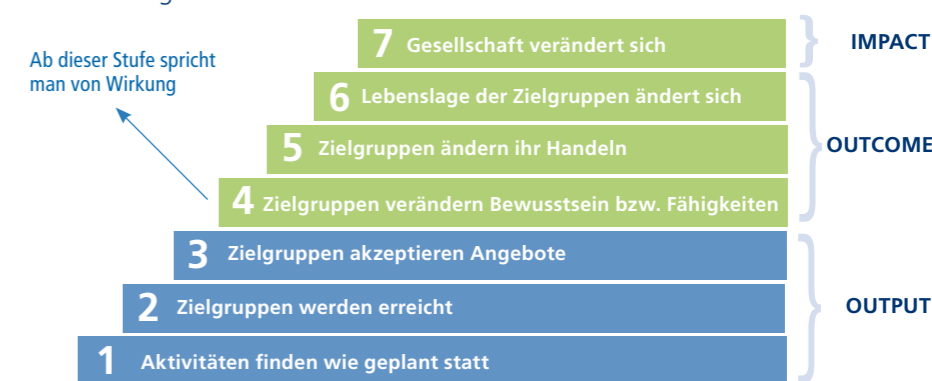 7 Gesellschaft verändert sich
IMPACT
Ab dieser Stufe spricht
man von Wirkung
6 Lebenslage der Zielgruppen ändert sich
5 Zielgruppen ändern ihr Handeln
OUTCOME
4 Zielgruppen verändern Bewusstsein bzw. Fähigkeiten
3 Zielgruppen akzeptieren Angebote
2 Zielgruppen werden erreicht
OUTPUT
1 Aktivitäten finden wie geplant statt